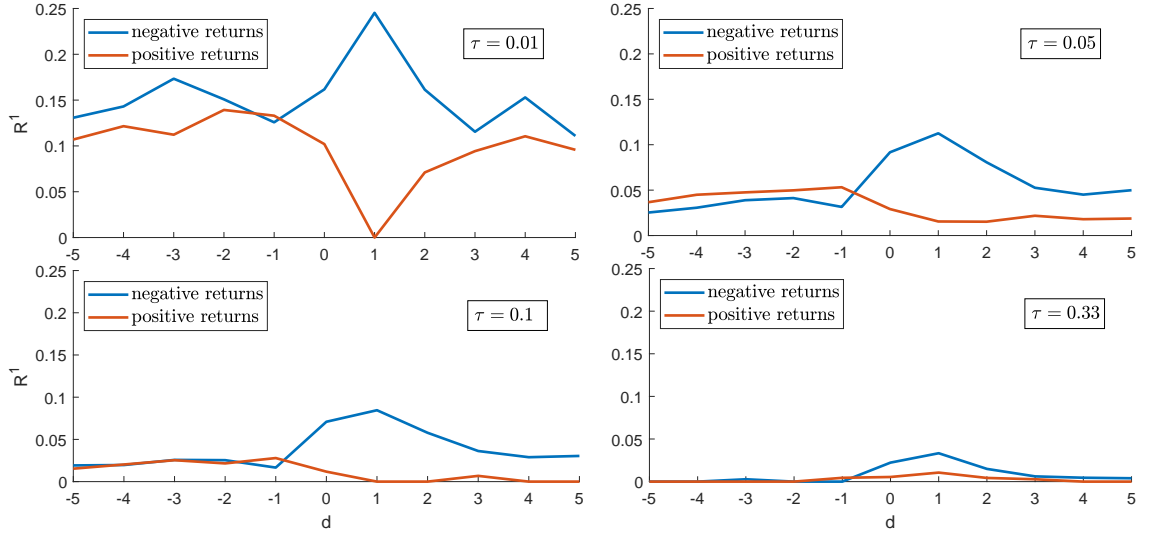 0.25
0.2
0.15
0.1
0.05
0
R¹
negative returns
positive returns
τ = 0.01
-5 -4 -3 -2 -1 0 1 2 3 4 5
0.25
0.2
0.15
0.1
0.05
0
negative returns
positive returns
τ = 0.05
-5 -4 -3 -2 -1 0 1 2 3 4 5
0.25
0.2
0.15
0.1
0.05
0
R¹
negative returns
positive returns
τ = 0.1
-5 -4 -3 -2 -1 0 1 2 3 4 5
d
0.25
0.2
0.15
0.1
0.05
0
negative returns
positive returns
τ = 0.33
-5 -4 -3 -2 -1 0 1 2 3 4 5
d